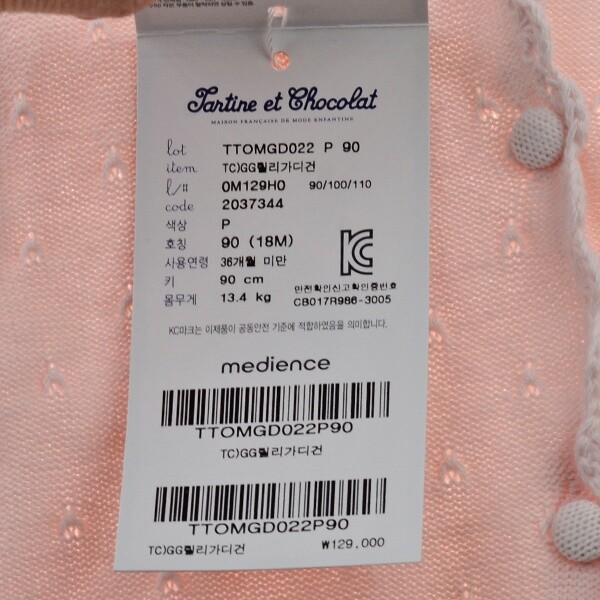 Tartine et Chocolat
MAISON FRANÇAISE DE MODE ENFANTINE
lot TTOMGD022 P 90
item TC)GG릴리가디건
l/# 0M129H0 90/100/110
code 2037344
색상 P
호칭 90 (18M)
사용연령 36개월 미만
키 90 cm
몸무게 13.4 kg
안전확인신고확인증번호
CB017R986-3005
KC마크는 이제품이 공동안전 기준에 적합하였음을 의미합니다.
medience
TTOMGD022P90
TC)GG릴리가디건
TTOMGD022P90
TC)GG릴리가디건 ₩129.000